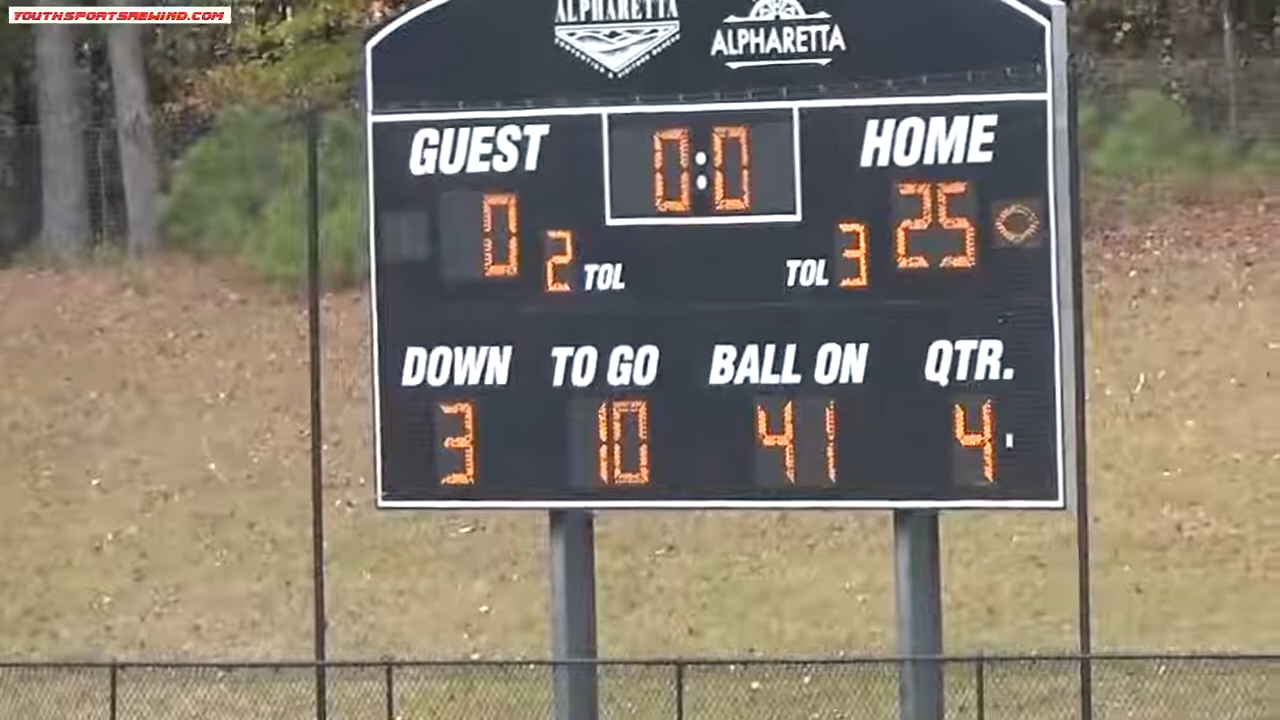 YOUTHSPORTSREWIND.COM
ALPHARETTA
ALPHARETTA
GUEST 0:0 HOME
0 2 TOL TOL 3 25
DOWN TO GO BALL ON QTR.
3 10 41 4